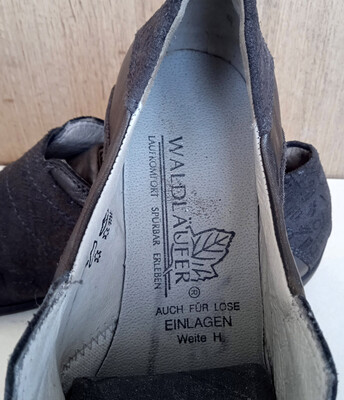 WALDLÄUFER
LAUFKOMFORT SPÜRBAR ERLEBEN
®
AUCH FÜR LOSE
EINLAGEN
Weite H